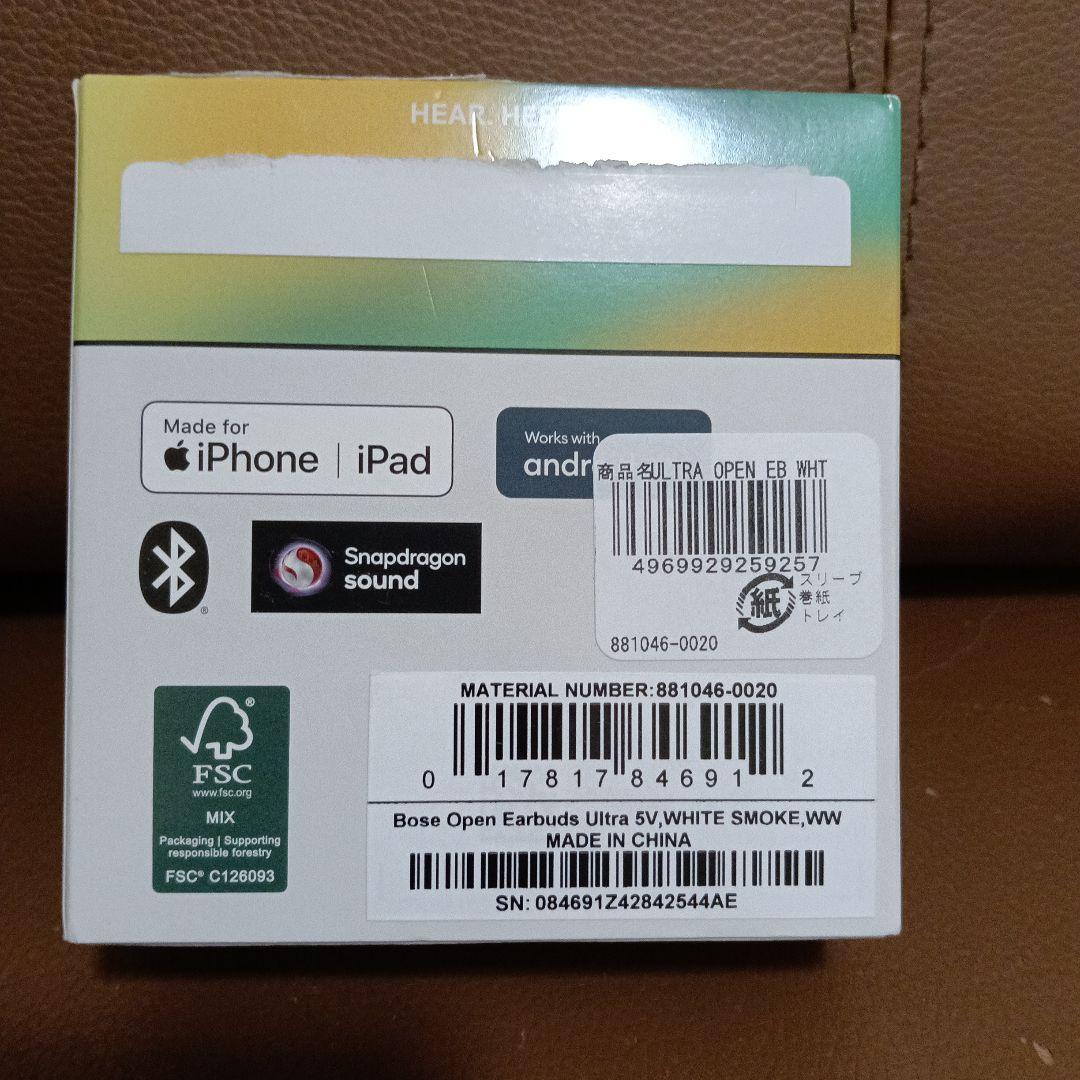 HEAR. HE
Made for
iPhone | iPad
Works with
andr
商品名ULTRA OPEN EB WHT
4969929259257
紙
スリーブ
巻紙
トレイ
881046-0020
Snapdragon
sound
MATERIAL NUMBER:881046-0020
0 17817 84691 2
Bose Open Earbuds Ultra 5V,WHITE SMOKE,WW
MADE IN CHINA
SN: 084691Z42842544AE
FSC
www.fsc.org
MIX
Packaging | Supporting
responsible forestry
FSC® C126093